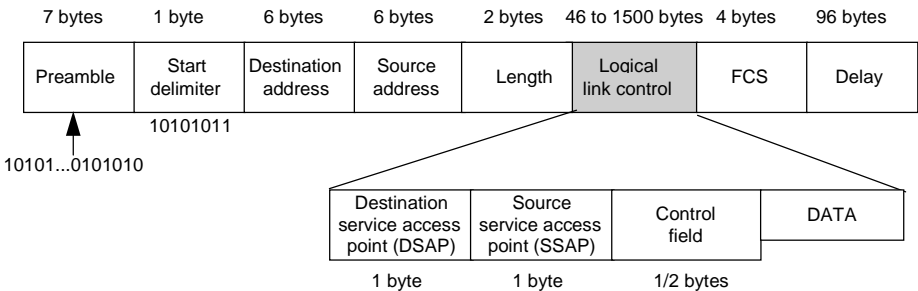 7 bytes 1 byte 6 bytes 6 bytes 2 bytes 46 to 1500 bytes 4 bytes 96 bytes
Preamble Start delimiter Destination address Source address Length Logical link control FCS Delay
10101011
10101...0101010
Destination service access point (DSAP) Source service access point (SSAP) Control field DATA
1 byte 1 byte 1/2 bytes